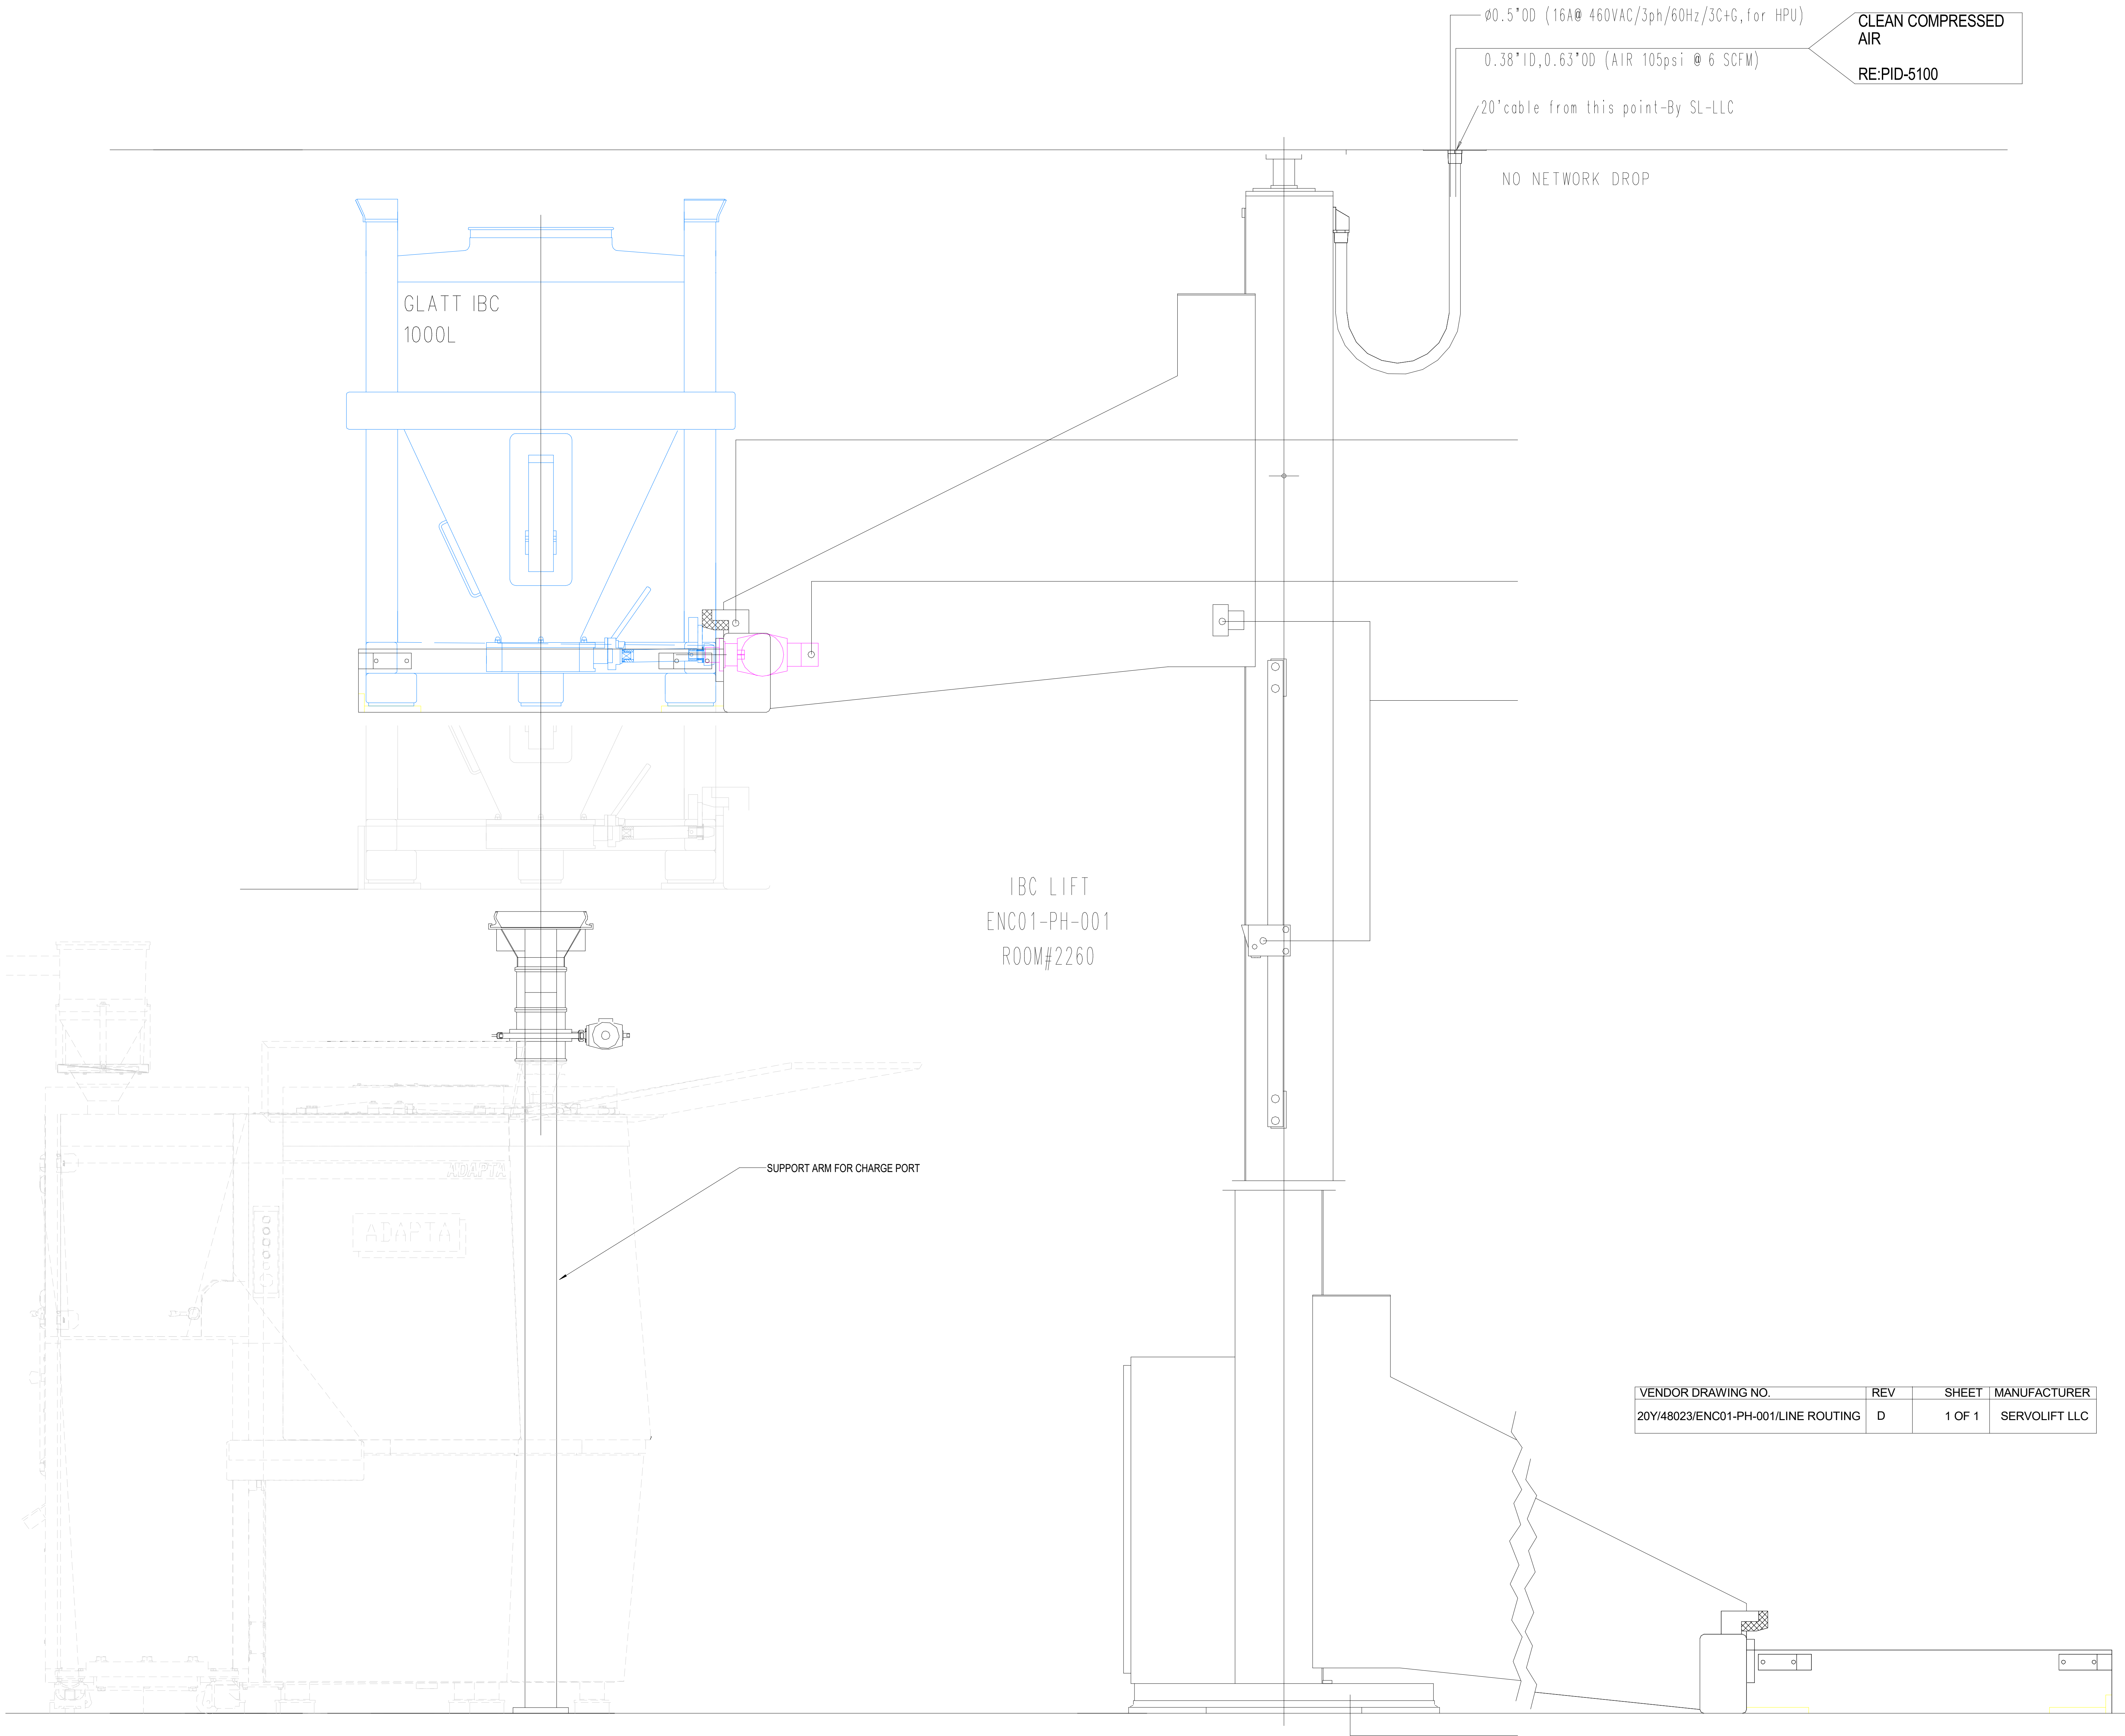 ø0.5"OD (16A@ 460VAC/3ph/60Hz/3C+G,for HPU)
CLEAN COMPRESSED
AIR
0.38"ID,0.63"OD (AIR 105psi @ 6 SCFM)
RE:PID-5100
20'cable from this point-By SL-LLC
NO NETWORK DROP
GLATT IBC
1000L
IBC LIFT
ENC01-PH-001
ROOM#2260
ADAPTA
SUPPORT ARM FOR CHARGE PORT
ADAPTA
VENDOR DRAWING NO. REV SHEET MANUFACTURER
20Y/48023/ENC01-PH-001/LINE ROUTING D 1 OF 1 SERVOLIFT LLC